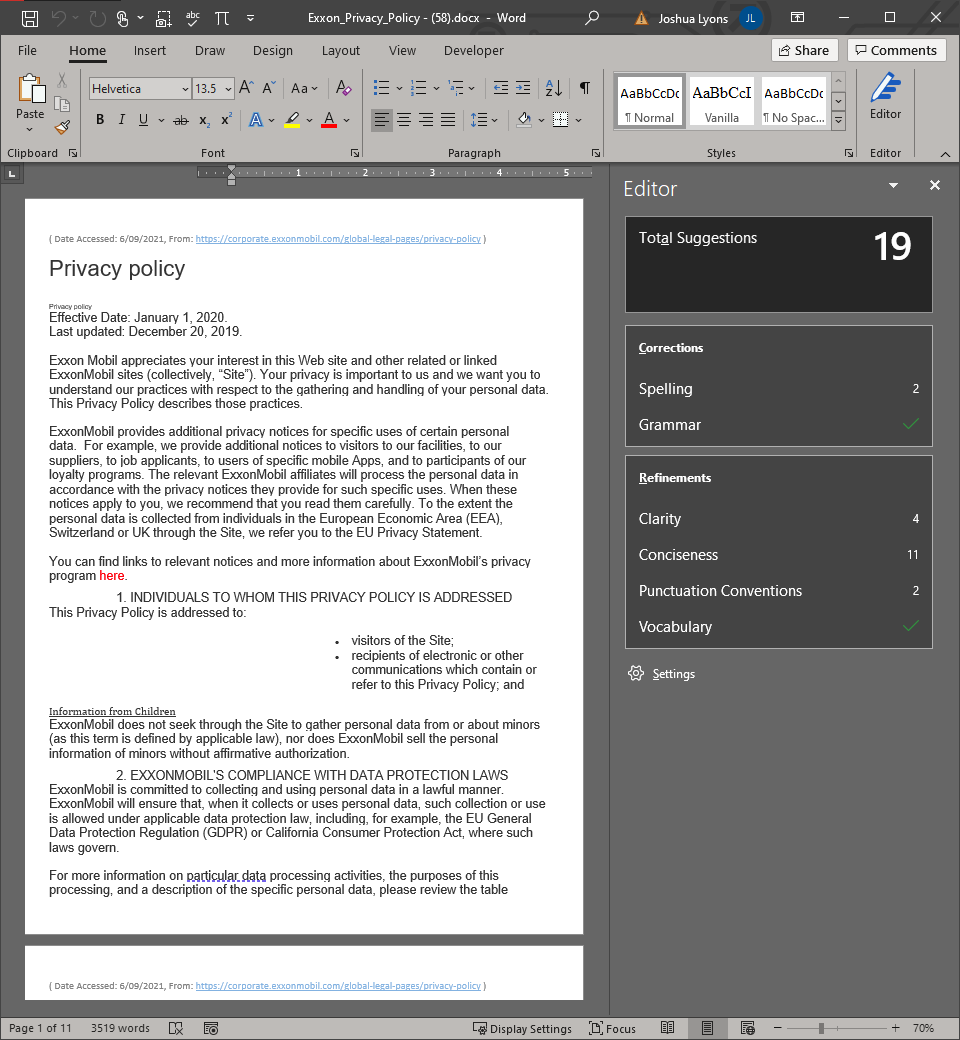 Exxon_Privacy_Policy - (58).docx - Word
Joshua Lyons
JL
File Home Insert Draw Design Layout View Developer
Share
Comments
Paste
Helvetica
13.5
Aa
B I U ab x2 x2 A A
AaBbCcDc
¶ Normal
AaBbCcI
Vanilla
AaBbCcDc
¶ No Spac...
Editor
Clipboard Font Paragraph Styles Editor
1 2 3 4 5
( Date Accessed: 6/09/2021, From: https://corporate.exxonmobil.com/global-legal-pages/privacy-policy )
Privacy policy
Privacy policy
Effective Date: January 1, 2020.
Last updated: December 20, 2019.
Exxon Mobil appreciates your interest in this Web site and other related or linked
ExxonMobil sites (collectively, “Site”). Your privacy is important to us and we want you to
understand our practices with respect to the gathering and handling of your personal data.
This Privacy Policy describes those practices.
ExxonMobil provides additional privacy notices for specific uses of certain personal
data.  For example, we provide additional notices to visitors to our facilities, to our
suppliers, to job applicants, to users of specific mobile Apps, and to participants of our
loyalty programs. The relevant ExxonMobil affiliates will process the personal data in
accordance with the privacy notices they provide for such specific uses. When these
notices apply to you, we recommend that you read them carefully. To the extent the
personal data is collected from individuals in the European Economic Area (EEA),
Switzerland or UK through the Site, we refer you to the EU Privacy Statement.
You can find links to relevant notices and more information about ExxonMobil’s privacy
program here.
1. INDIVIDUALS TO WHOM THIS PRIVACY POLICY IS ADDRESSED
This Privacy Policy is addressed to:
• visitors of the Site;
• recipients of electronic or other
communications which contain or
refer to this Privacy Policy; and
Information from Children
ExxonMobil does not seek through the Site to gather personal data from or about minors
(as this term is defined by applicable law), nor does ExxonMobil sell the personal
information of minors without affirmative authorization.
2. EXXONMOBIL’S COMPLIANCE WITH DATA PROTECTION LAWS
ExxonMobil is committed to collecting and using personal data in a lawful manner.
ExxonMobil will ensure that, when it collects or uses personal data, such collection or use
is allowed under applicable data protection law, including, for example, the EU General
Data Protection Regulation (GDPR) or California Consumer Protection Act, where such
laws govern.
For more information on particular data processing activities, the purposes of this
processing, and a description of the specific personal data, please review the table
( Date Accessed: 6/09/2021, From: https://corporate.exxonmobil.com/global-legal-pages/privacy-policy )
Editor
Total Suggestions 19
Corrections
Spelling 2
Grammar
Refinements
Clarity 4
Conciseness 11
Punctuation Conventions 2
Vocabulary
Settings
Page 1 of 11 3519 words Display Settings Focus 70%